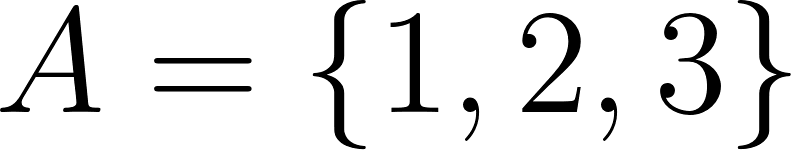 A = {1, 2, 3}